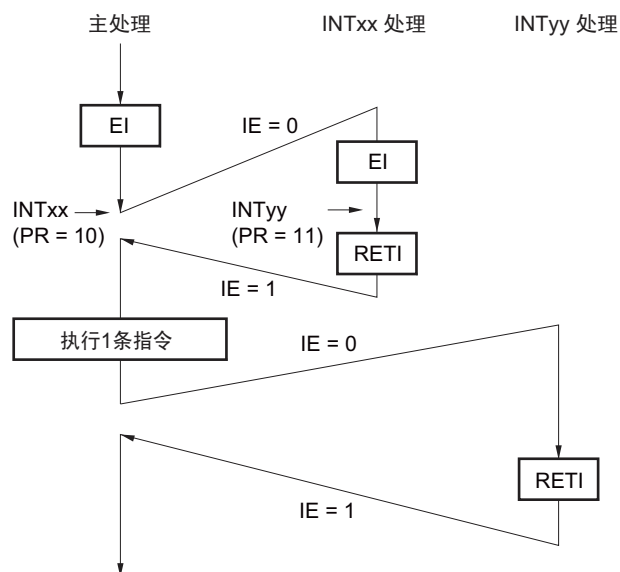 主处理
INTxx 处理
INTyy 处理
EI
IE = 0
EI
INTxx
(PR = 10)
INTyy
(PR = 11)
RETI
IE = 1
执行1条指令
IE = 0
RETI
IE = 1